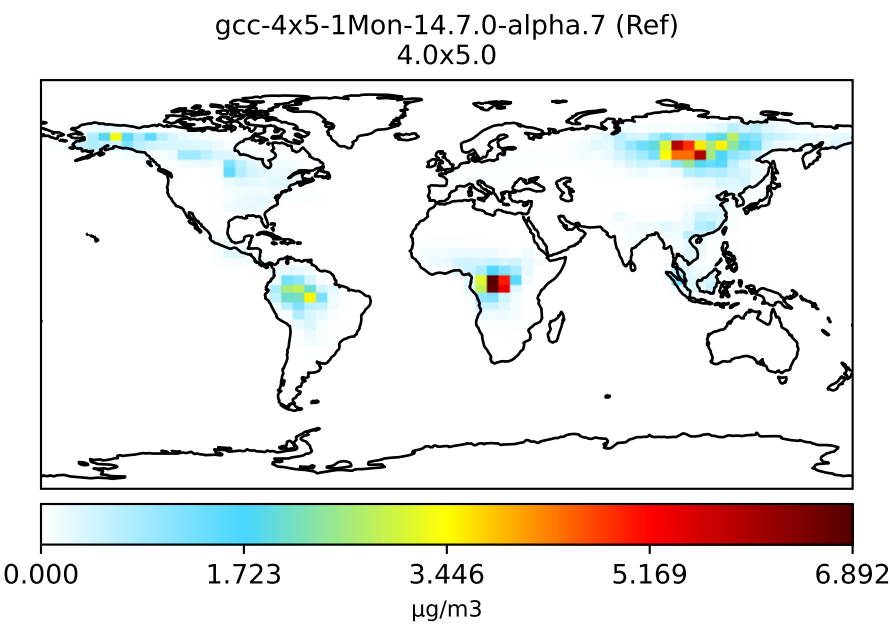 gcc-4x5-1Mon-14.7.0-alpha.7 (Ref)
4.0x5.0
0.000 1.723 3.446 5.169 6.892
μg/m3